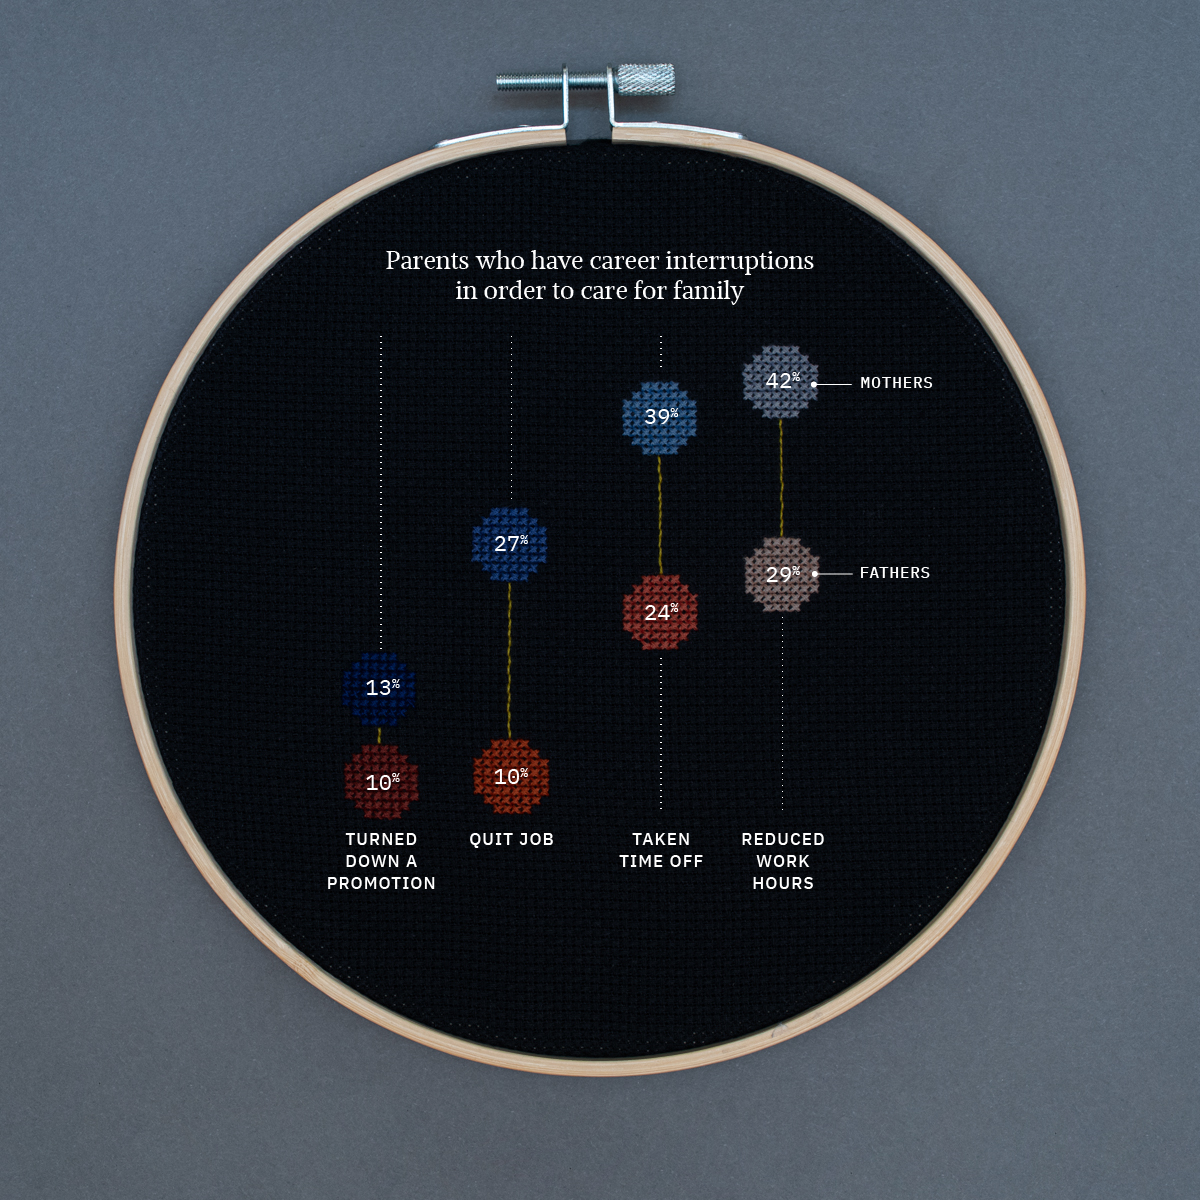 Parents who have career interruptions
in order to care for family
42%
MOTHERS
39%
27%
29%
FATHERS
24%
13%
10%
10%
TURNED
DOWN A
PROMOTION
QUIT JOB
TAKEN
TIME OFF
REDUCED
WORK
HOURS